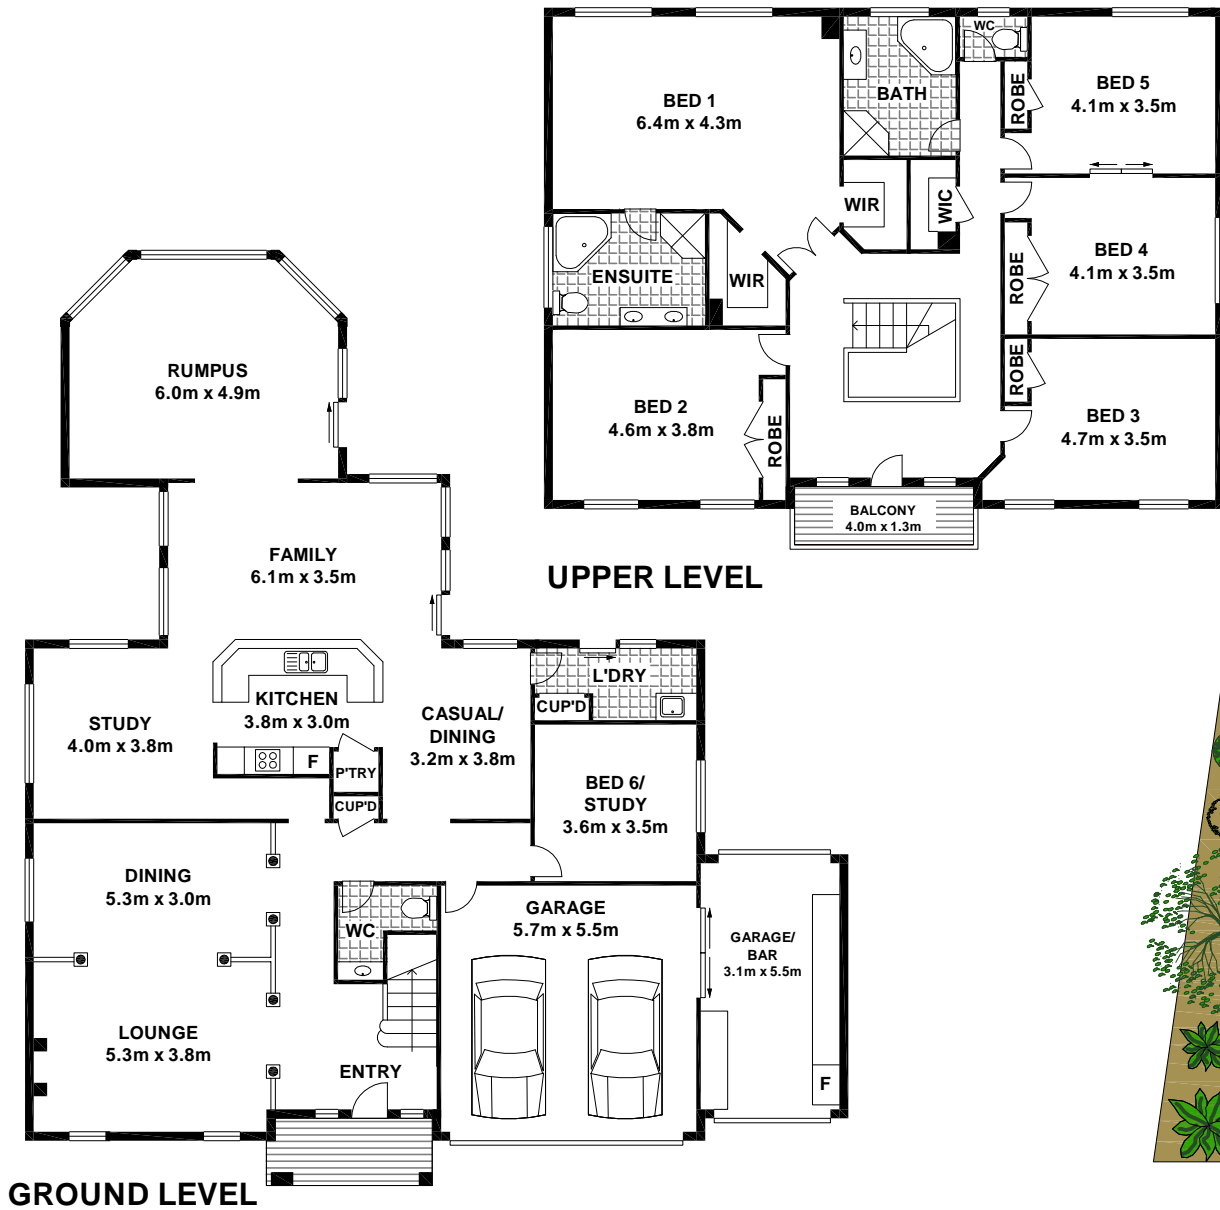 WC
BED 1
6.4m x 4.3m
BATH
ROBE
BED 5
4.1m x 3.5m
WIR
WIC
ENSUITE
WIR
ROBE
BED 4
4.1m x 3.5m
ROBE
BED 2
4.6m x 3.8m
ROBE
BED 3
4.7m x 3.5m
BALCONY
4.0m x 1.3m
UPPER LEVEL
RUMPUS
6.0m x 4.9m
FAMILY
6.1m x 3.5m
KITCHEN
3.8m x 3.0m
STUDY
4.0m x 3.8m
F
P'TRY
CUP'D
CASUAL/
DINING
3.2m x 3.8m
L'DRY
CUP'D
BED 6/
STUDY
3.6m x 3.5m
DINING
5.3m x 3.0m
WC
GARAGE
5.7m x 5.5m
GARAGE/
BAR
3.1m x 5.5m
F
LOUNGE
5.3m x 3.8m
ENTRY
GROUND LEVEL